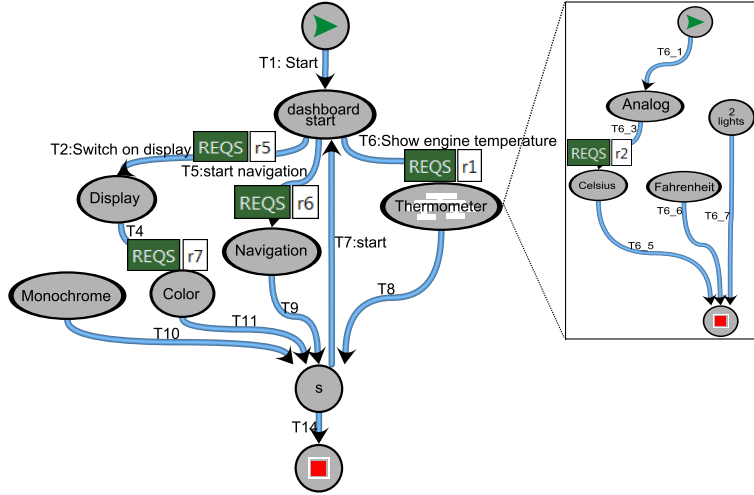 T1: Start
dashboard
start
T2:Switch on display
REQS r5
T6:Show engine temperature
T5:start navigation
REQS r1
Display
REQS r6
Thermometer
T4
REQS r7
Navigation
T7:start
Monochrome
Color
T8
T9
T10
T11
s
T14
T6_1
Analog
2
lights
T6_3
REQS r2
Celsius
Fahrenheit
T6_6
T6_7
T6_5